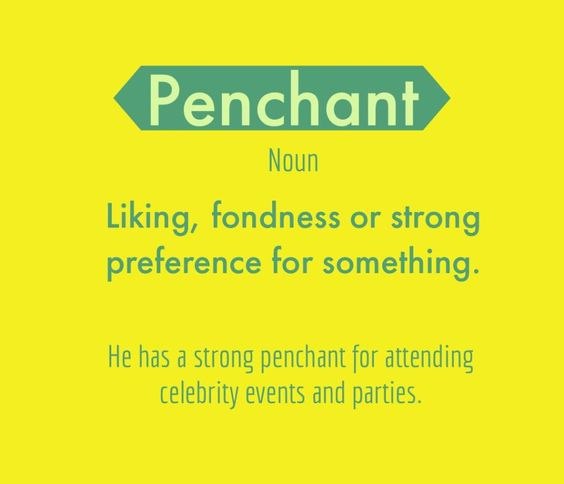 Penchant
Noun
Liking, fondness or strong
preference for something.
He has a strong penchant for attending
celebrity events and parties.